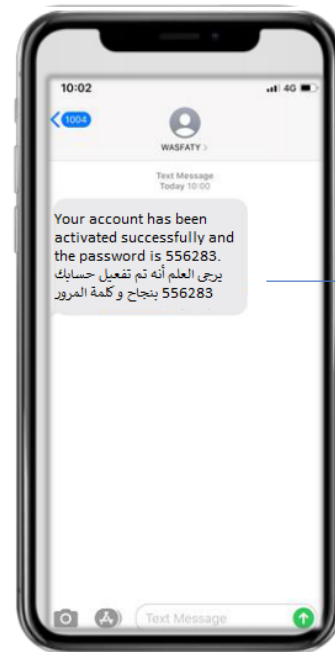 10:02
4G
1004
WASFATY >
Text Message
Today 10:00
Your account has been
activated successfully and
the password is 556283.
يرجى العلم أنه تم تفعيل حسابك
بنجاح و كلمة المرور 556283
Text Message